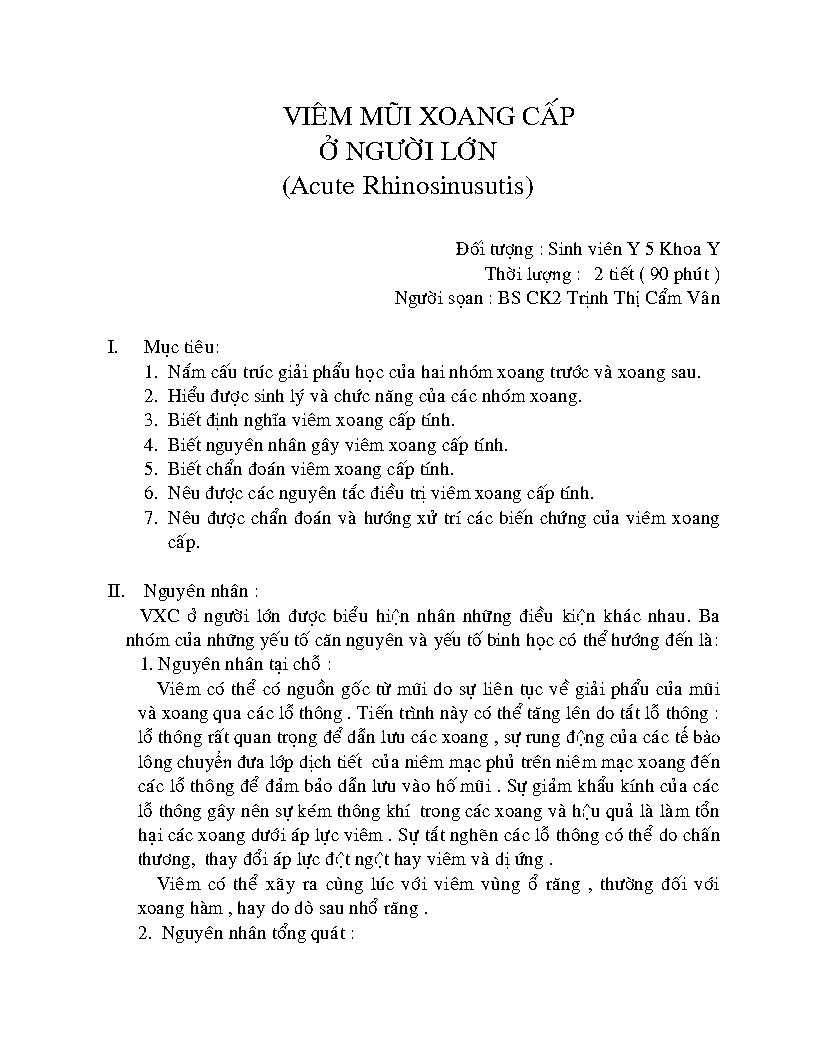 VIÊM MŨI XOANG CẤP
Ở NGƯỜI LỚN
(Acute Rhinosinusutis)
Đối tượng : Sinh viên Y 5 Khoa Y
Thời lượng : 2 tiết ( 90 phút )
Người sọan : BS CK2 Trịnh Thị Cẩm Vân
I. Mục tiêu:
1. Nắm cấu trúc giải phẩu học của hai nhóm xoang trước và xoang sau.
2. Hiểu được sinh lý và chức năng của các nhóm xoang.
3. Biết định nghĩa viêm xoang cấp tính.
4. Biết nguyên nhân gây viêm xoang cấp tính.
5. Biết chẩn đoán viêm xoang cấp tính.
6. Nêu được các nguyên tắc điều trị viêm xoang cấp tính.
7. Nêu được chẩn đoán và hướng xử trí các biến chứng của viêm xoang
cấp.
II. Nguyên nhân :
VXC ở người lớn được biểu hiện nhân những điều kiện khác nhau. Ba
nhóm của những yếu tố căn nguyên và yếu tố binh học có thể hướng đến là:
1. Nguyên nhân tại chỗ :
Viêm có thể có nguồn gốc từ mũi do sự liên tục về giải phẩu của mũi
và xoang qua các lỗ thông . Tiến trình này có thể tăng lên do tắt lỗ thông :
lỗ thông rất quan trọng để dẫn lưu các xoang , sự rung động của các tế bào
lông chuyển đưa lớp dịch tiết của niêm mạc phủ trên niêm mạc xoang đến
các lỗ thông để đảm bảo dẫn lưu vào hố mũi . Sự giảm khẩu kính của các
lỗ thông gây nên sự kém thông khí trong các xoang và hậu quả là làm tổn
hại các xoang dưới áp lực viêm . Sự tắt nghẽn các lỗ thông có thể do chấn
thương, thay đổi áp lực đột ngột hay viêm và dị ứng .
Viêm có thể xãy ra cùng lúc với viêm vùng ổ răng , thường đối với
xoang hàm , hay do dò sau nhổ răng .
2. Nguyên nhân tổng quát :